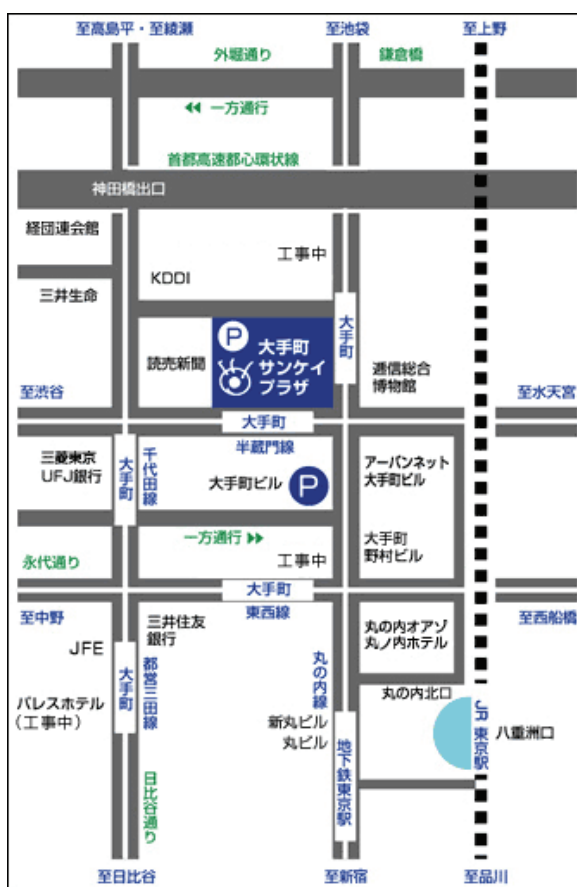 至高島平・至綾瀬
至池袋
至上野
外堀通り
鎌倉橋
一方通行
首都高速都心環状線
神田橋出口
経団連会館
工事中
KDDI
三井生命
大手町
P
大手町
サンケイ
プラザ
読売新聞
逓信総合
博物館
至渋谷
至水天宮
大手町
半蔵門線
三菱東京
UFJ銀行
大手町
千代田線
大手町ビル
P
アーバンネット
大手町ビル
一方通行
工事中
大手町
野村ビル
永代通り
大手町
東西線
至中野
至西船橋
三井住友
銀行
丸の内オアゾ
丸ノ内ホテル
JFE
大手町
都営三田線
丸の内線
丸の内北口
パレスホテル
(工事中)
新丸ビル
丸ビル
地下鉄東京駅
JR 東京駅
八重洲口
日比谷通り
至日比谷
至新宿
至品川